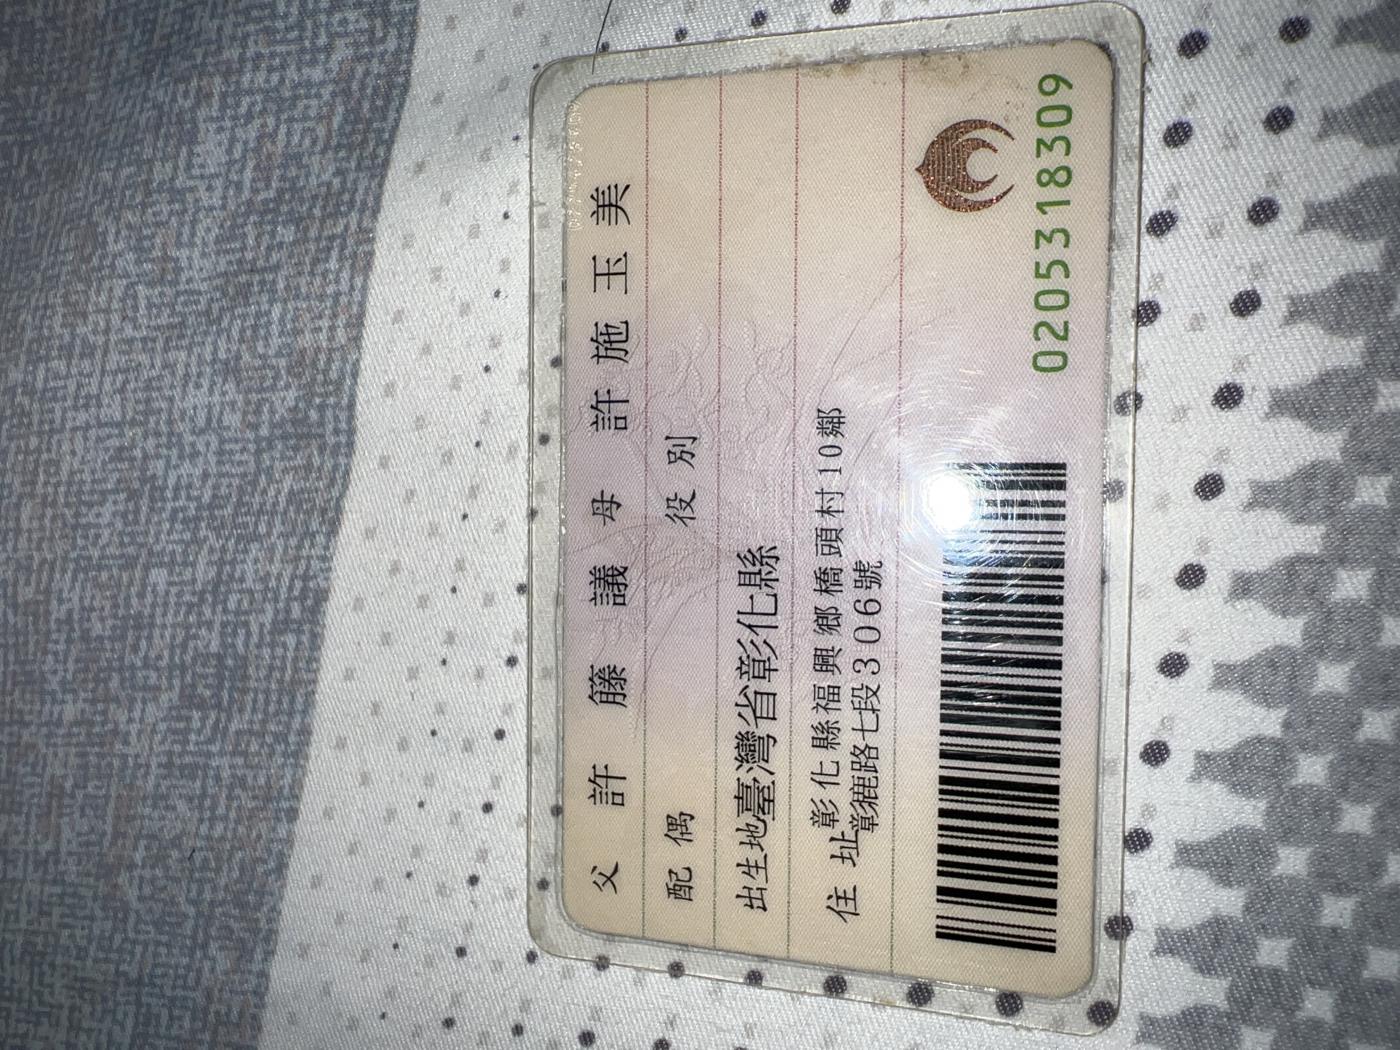 父 許 籐 議 母 許 施 玉 美
配 偶 役 別
出生地臺灣省彰化縣
住 址 彰化縣福興鄉橋頭村10鄰
彰鹿路七段306號
0205318309